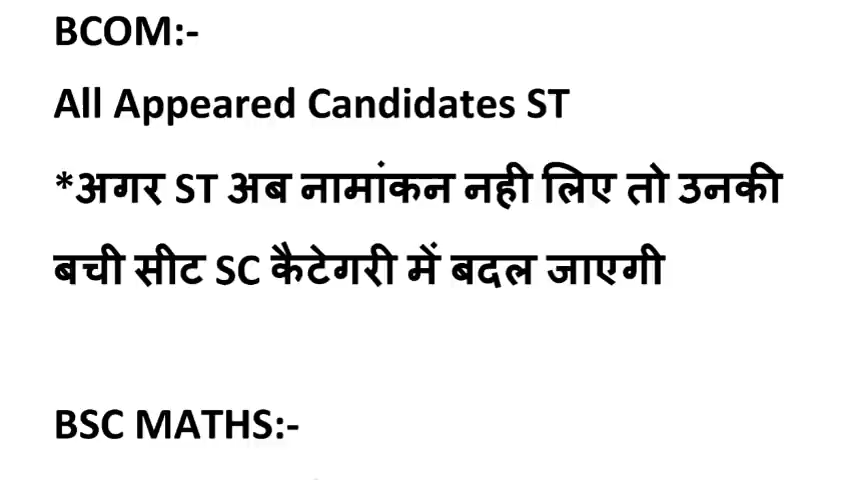 BCOM:-
All Appeared Candidates ST
*अगर ST अब नामांकन नही लिए तो उनकी
बची सीट SC कैटेगरी में बदल जाएगी
BSC MATHS:-